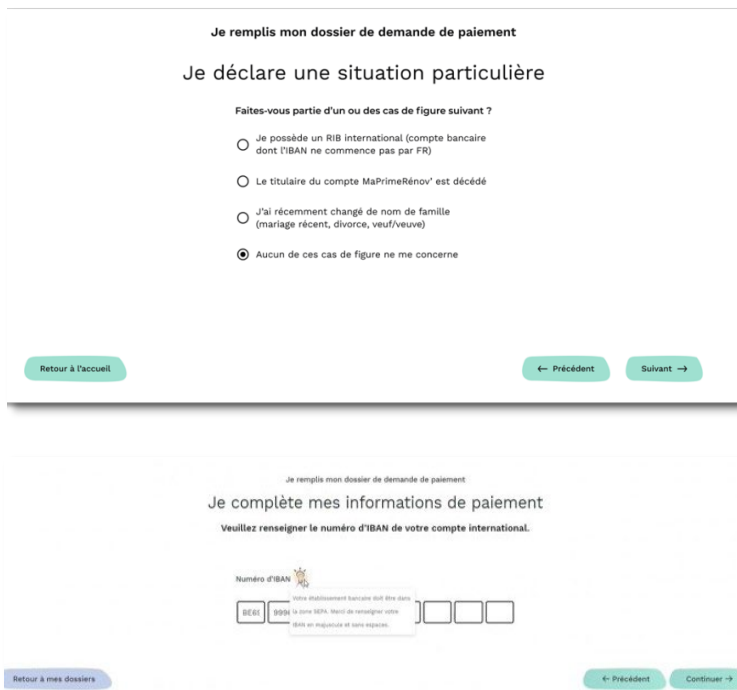 Je remplis mon dossier de demande de paiement
Je déclare une situation particulière
Faites-vous partie d'un ou des cas de figure suivant ?
Je possède un RIB international (compte bancaire
dont l'IBAN ne commence pas par FR)
Le titulaire du compte MaPrimeRénov' est décédé
J'ai récemment changé de nom de famille
(mariage récent, divorce, veuf/veuve)
Aucun de ces cas de figure ne me concerne
Retour à l'accueil
← Précédent
Suivant →
Je remplis mon dossier de demande de paiement
Je complète mes informations de paiement
Veuillez renseigner le numéro d'IBAN de votre compte international.
Numéro d'IBAN
Votre établissement bancaire doit être dans
la zone SEPA. Merci de renseigner votre
IBAN en majuscule et sans espaces.
Retour à mes dossiers
← Précédent
Continuer →